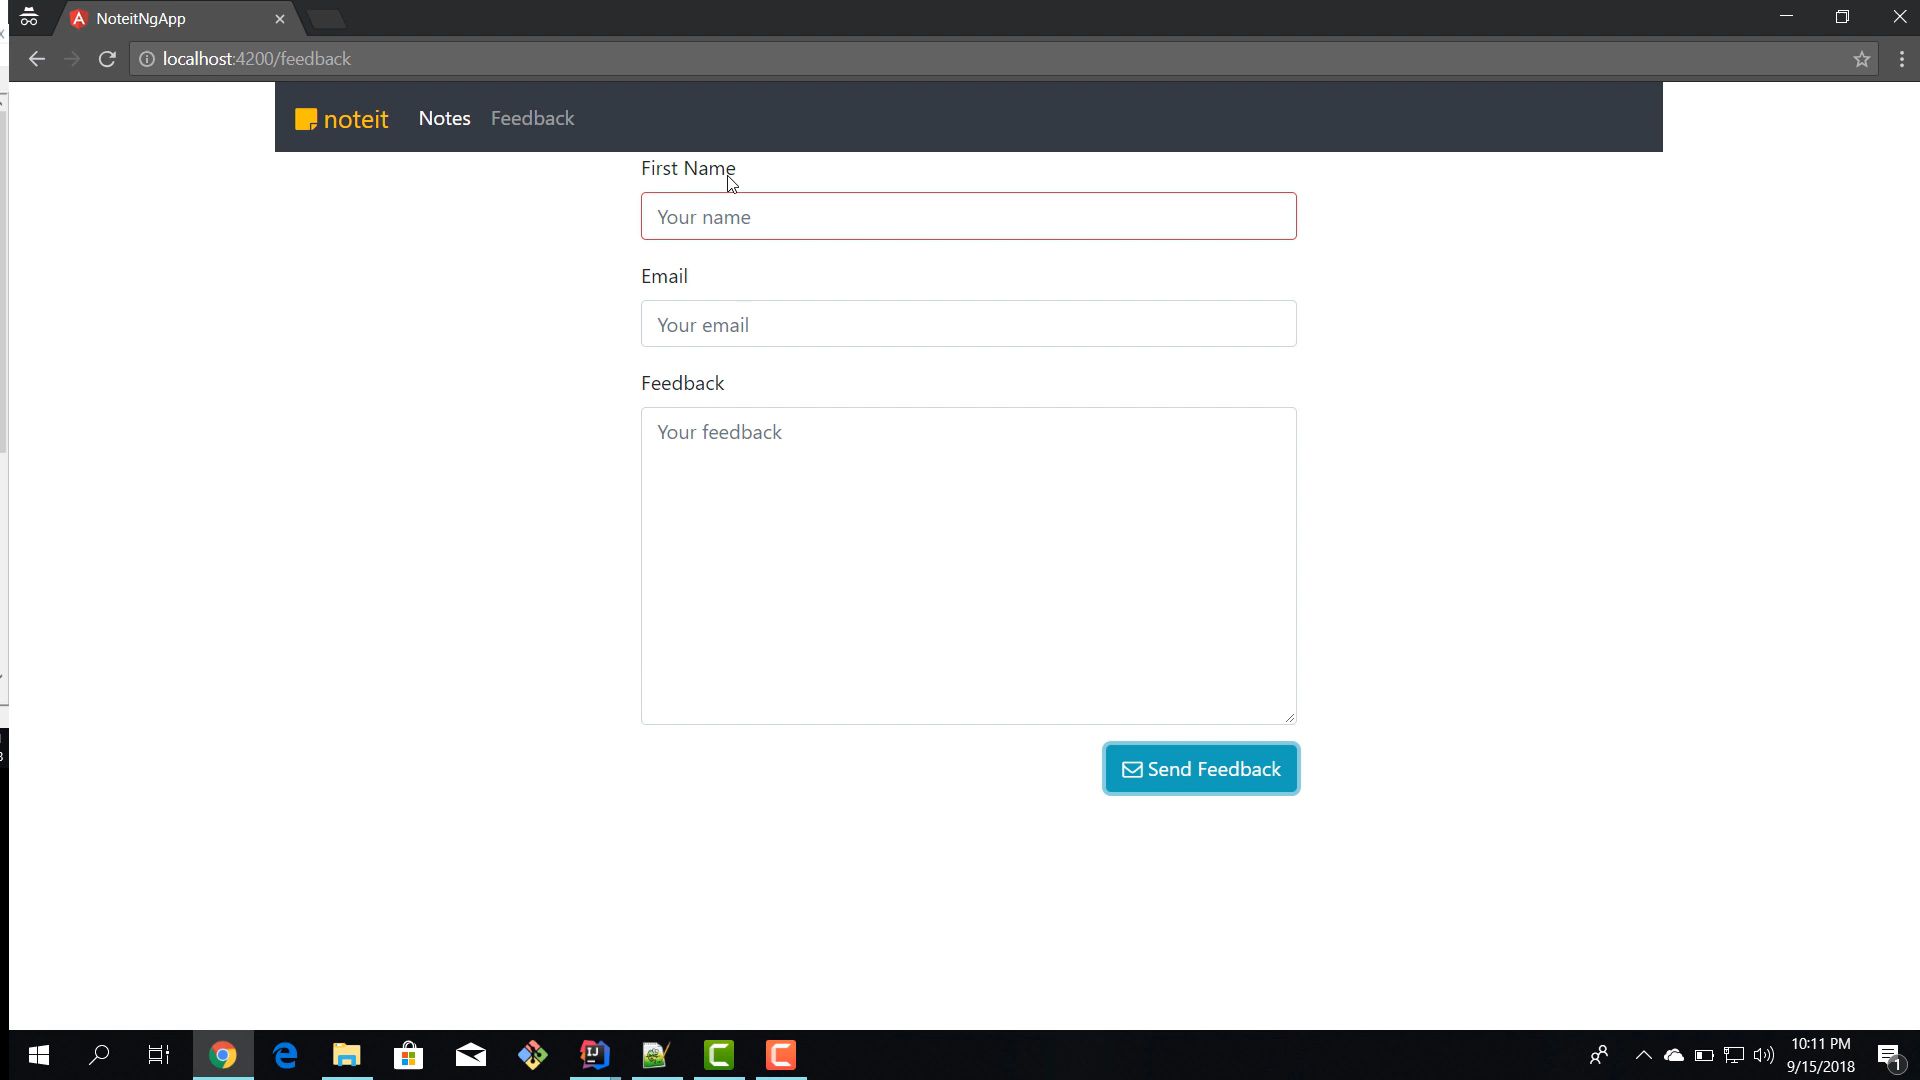 NoteitNgApp
localhost:4200/feedback
noteit Notes Feedback
First Name
Your name
Email
Your email
Feedback
Your feedback
Send Feedback
10:11 PM
9/15/2018
1